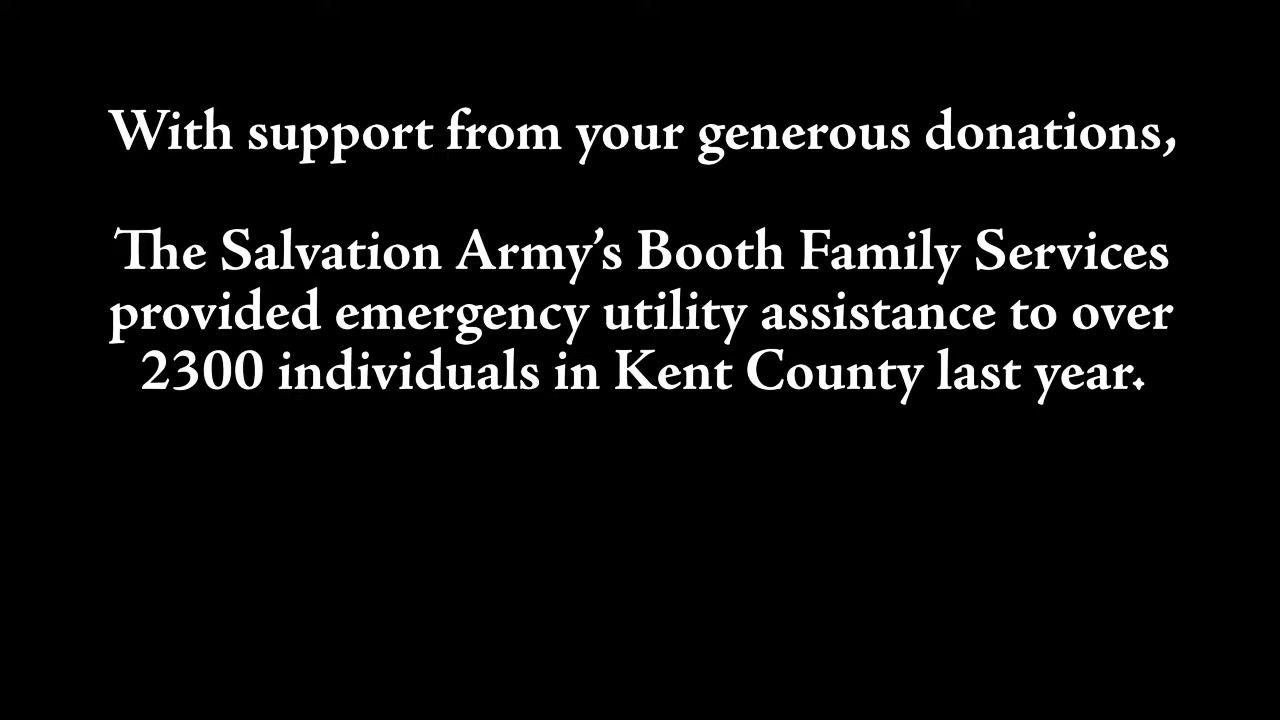 With support from your generous donations,
The Salvation Army’s Booth Family Services
provided emergency utility assistance to over
2300 individuals in Kent County last year.